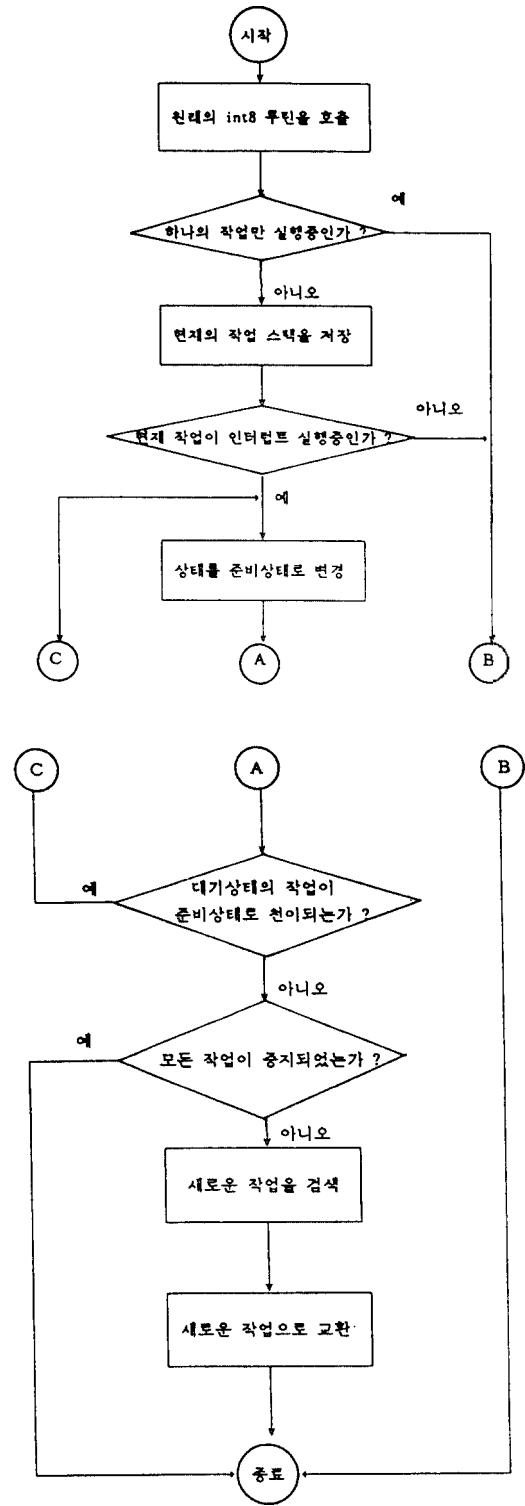 시작
원래의 int8 루틴을 호출
예
하나의 작업만 실행중인가 ?
아니오
현재의 작업 스택을 저장
아니오
현재 작업이 인터럽트 실행중인가 ?
예
상태를 준비상태로 변경
C
A
B
C
A
B
예
대기상태의 작업이
준비상태로 천이되는가 ?
아니오
예
모든 작업이 중지되었는가 ?
아니오
새로운 작업을 검색
새로운 작업으로 교환
종료